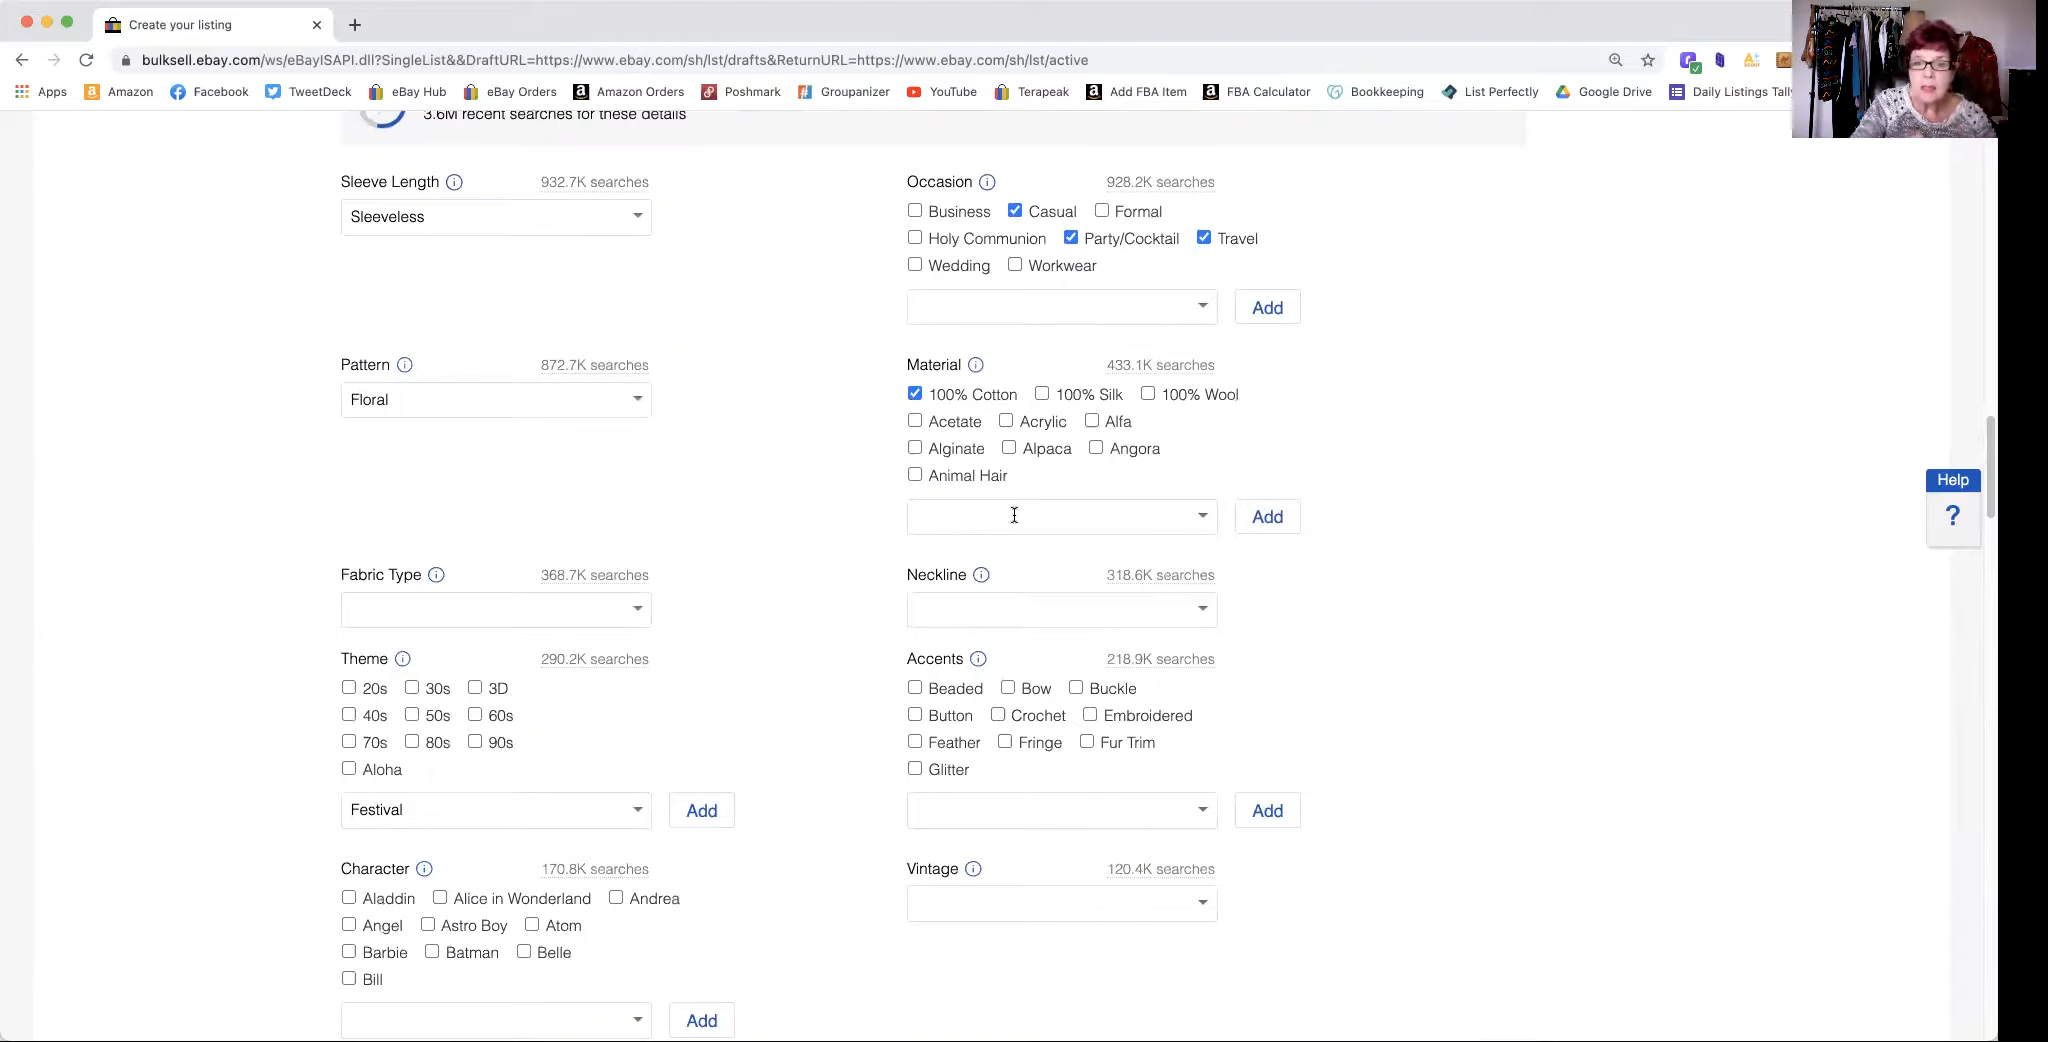 Create your listing
bulksell.ebay.com/ws/eBayISAPI.dll?SingleList&&DraftURL=https://www.ebay.com/sh/lst/drafts&ReturnURL=https://www.ebay.com/sh/lst/active
Apps Amazon Facebook TweetDeck eBay Hub eBay Orders Amazon Orders Poshmark Groupanizer YouTube Terapeak Add FBA Item FBA Calculator Bookkeeping List Perfectly Google Drive Daily Listings Tally
3.6M recent searches for these details
Sleeve Length 932.7K searches
Sleeveless
Occasion 928.2K searches
Business Casual Formal
Holy Communion Party/Cocktail Travel
Wedding Workwear
Add
Pattern 872.7K searches
Floral
Material 433.1K searches
100% Cotton 100% Silk 100% Wool
Acetate Acrylic Alfa
Alginate Alpaca Angora
Animal Hair
Add
Help
?
Fabric Type 368.7K searches
Neckline 318.6K searches
Theme 290.2K searches
20s 30s 3D
40s 50s 60s
70s 80s 90s
Aloha
Festival Add
Accents 218.9K searches
Beaded Bow Buckle
Button Crochet Embroidered
Feather Fringe Fur Trim
Glitter
Add
Character 170.8K searches
Aladdin Alice in Wonderland Andrea
Angel Astro Boy Atom
Barbie Batman Belle
Bill
Add
Vintage 120.4K searches